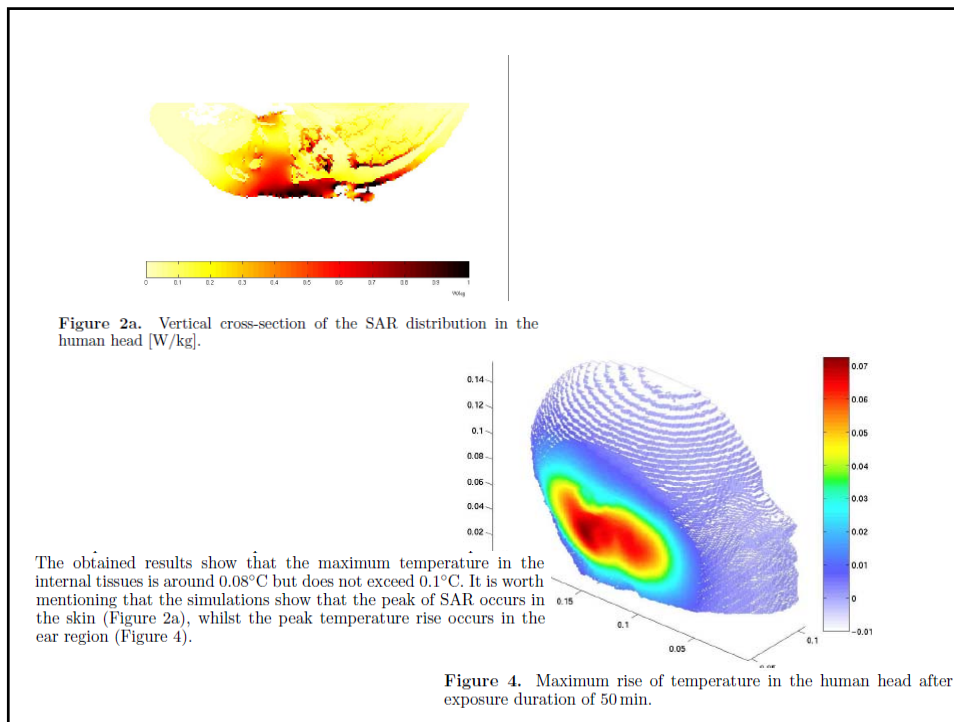 0 0.1 0.2 0.3 0.4 0.5 0.6 0.7 0.8 0.9 1
W/kg
Figure 2a. Vertical cross-section of the SAR distribution in the
human head [W/kg].
0.14
0.12
0.1
0.08
0.06
0.04
0.02
0.15
0.1
0.05
0.1
0.07
0.06
0.05
0.04
0.03
0.02
0.01
0
−0.01
The obtained results show that the maximum temperature in the
internal tissues is around 0.08°C but does not exceed 0.1°C. It is worth
mentioning that the simulations show that the peak of SAR occurs in
the skin (Figure 2a), whilst the peak temperature rise occurs in the
ear region (Figure 4).
Figure 4. Maximum rise of temperature in the human head after
exposure duration of 50 min.